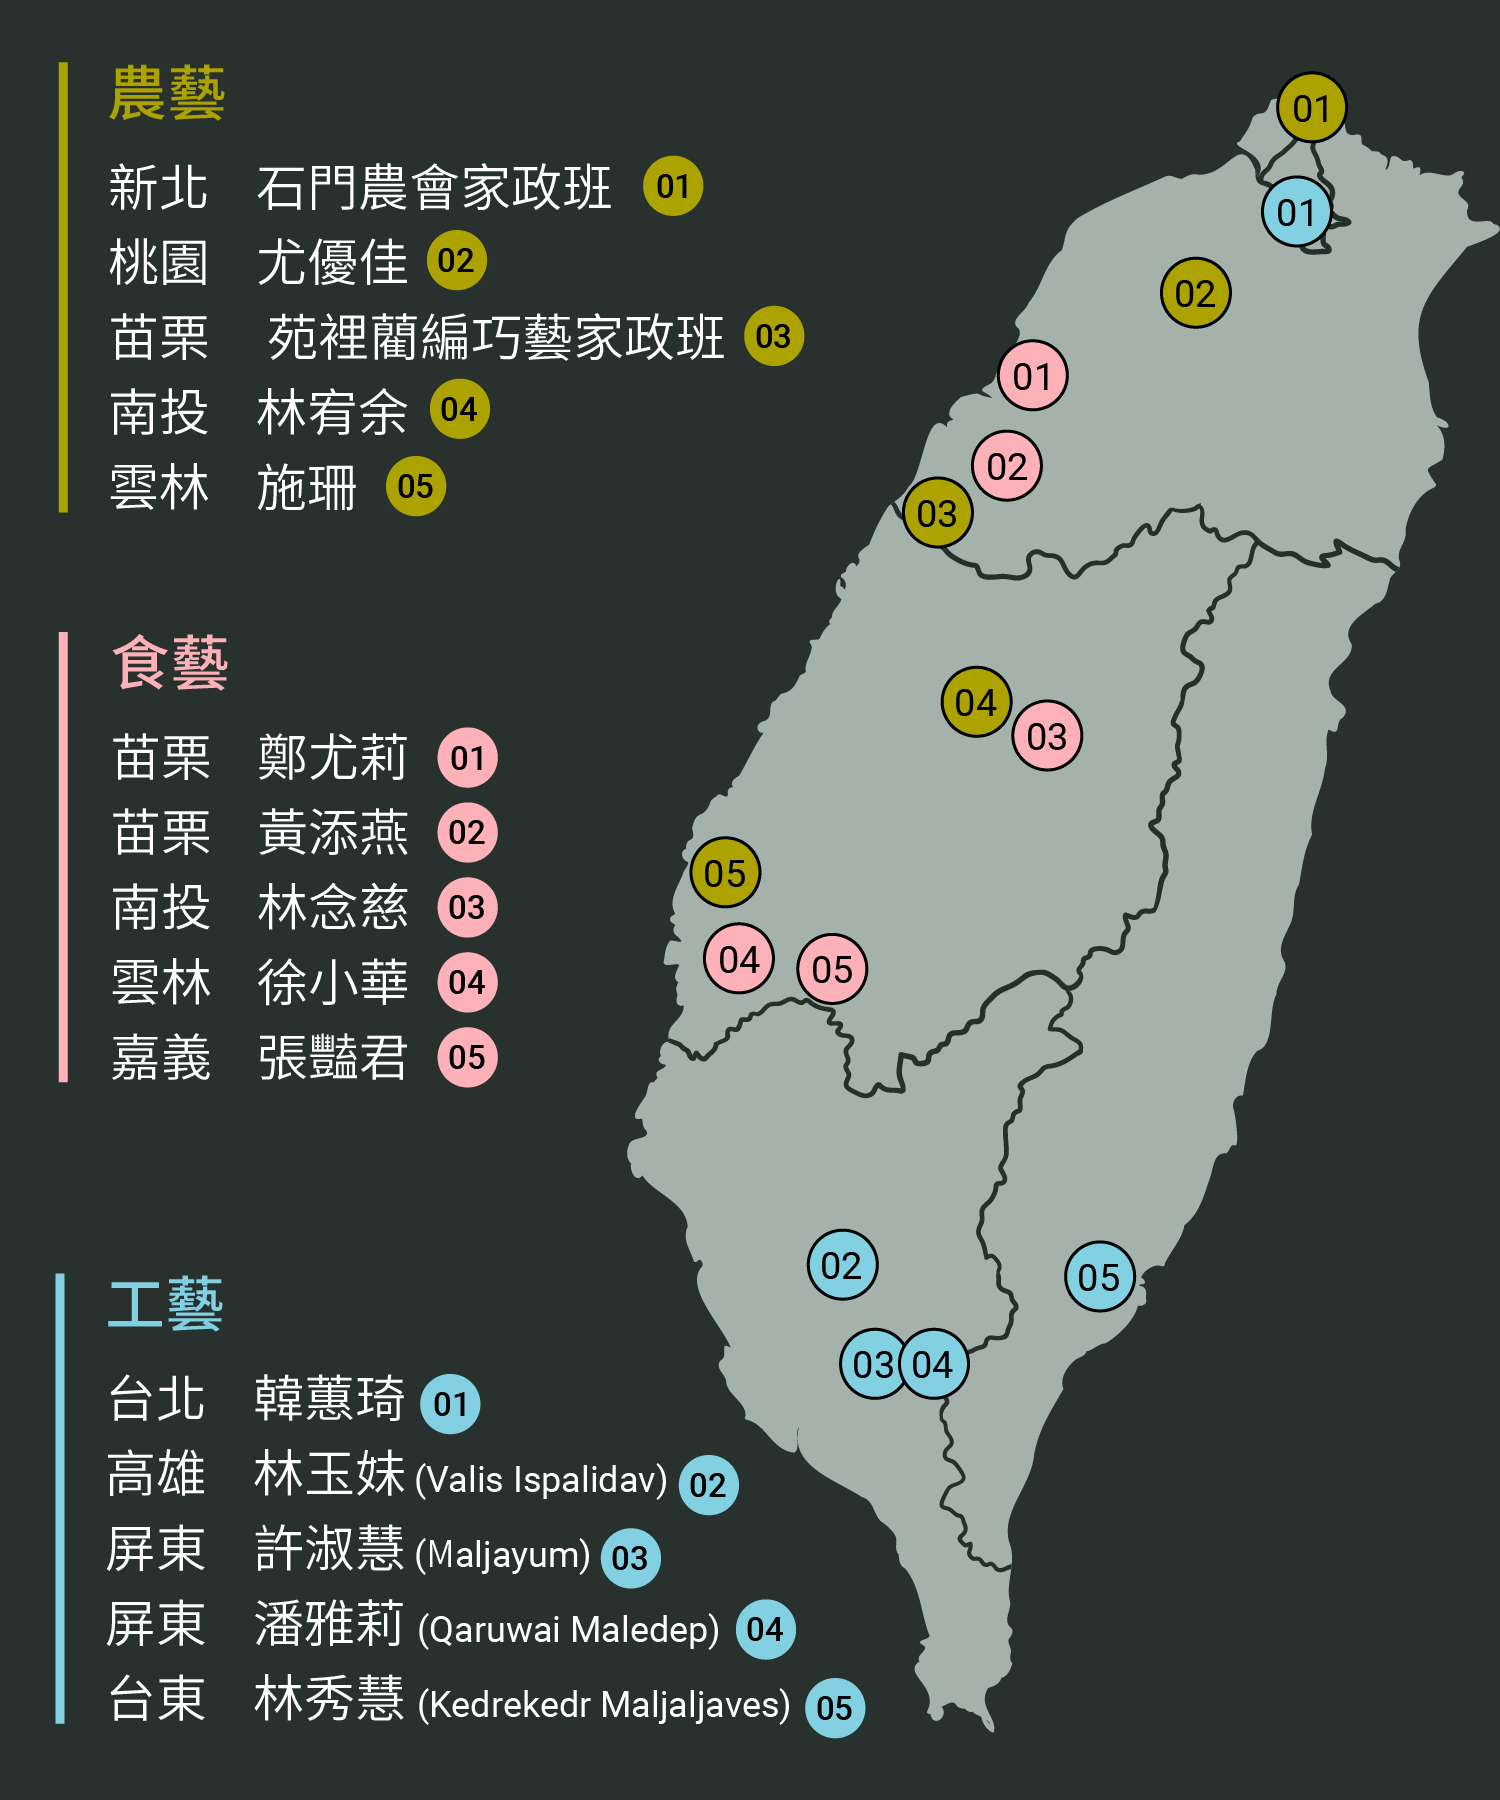 農藝
新北 石門農會家政班 01
桃園 尤優佳 02
苗栗 苑裡藺編巧藝家政班 03
南投 林宥余 04
雲林 施珊 05
食藝
苗栗 鄭尤莉 01
苗栗 黃添燕 02
南投 林念慈 03
雲林 徐小華 04
嘉義 張豔君 05
工藝
台北 韓蕙琦 01
高雄 林玉妹 (Valis Ispalidav) 02
屏東 許淑慧 (Maljayum) 03
屏東 潘雅莉 (Qaruwai Maledep) 04
台東 林秀慧 (Kedrekedr Maljaljaves) 05
01
01
02
01
02
03
04
03
05
04
05
02
05
03
04